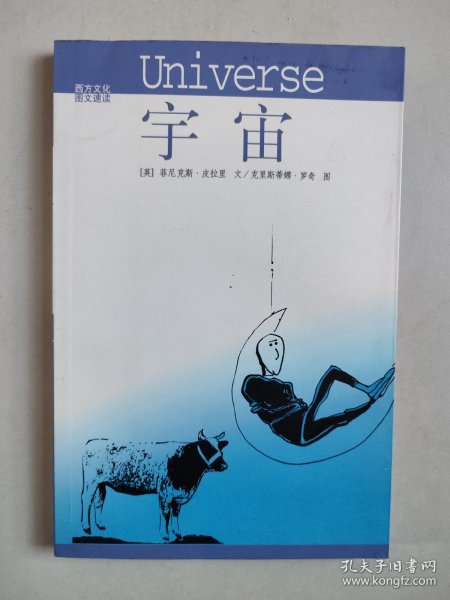 Universe
西方文化
图文速读
宇宙
[英] 菲尼克斯·皮拉里 文/克里斯蒂娜·罗奇 图
孔夫子旧书网
www.kongfz.com